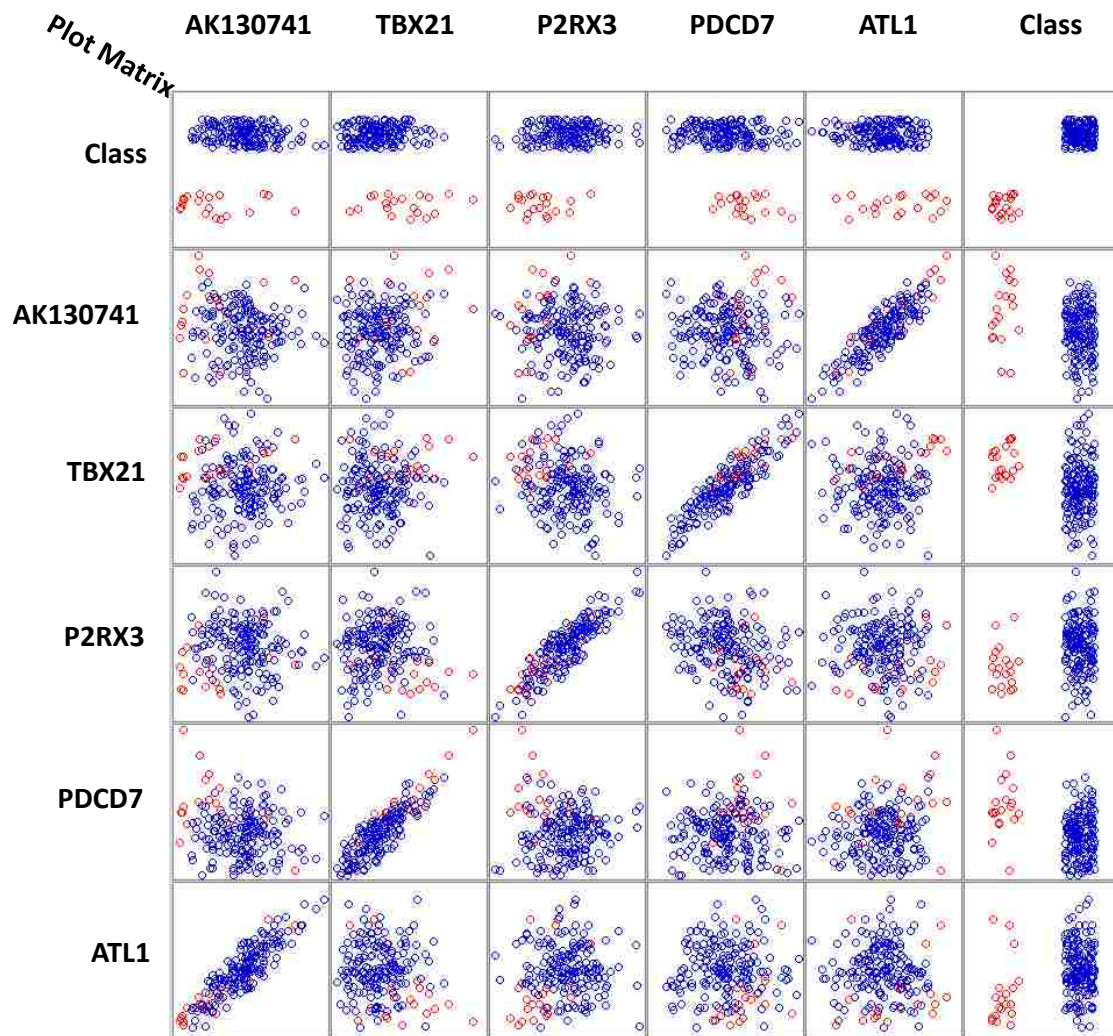 Plot Matrix
AK130741 TBX21 P2RX3 PDCD7 ATL1 Class
Class
AK130741
TBX21
P2RX3
PDCD7
ATL1